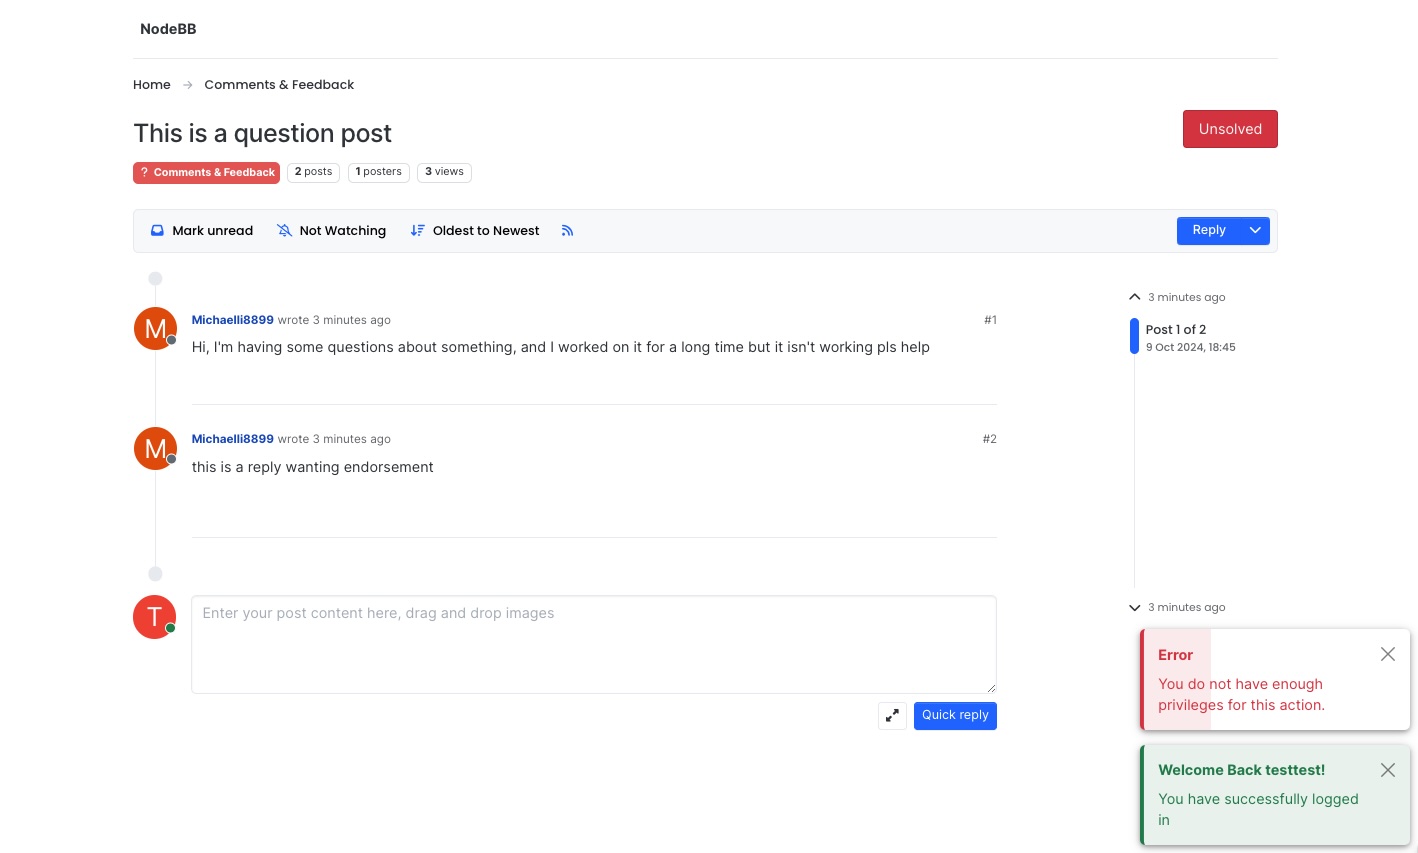 NodeBB
Home → Comments & Feedback
This is a question post
Unsolved
? Comments & Feedback 2 posts 1 posters 3 views
Mark unread Not Watching Oldest to Newest Reply
3 minutes ago
M Michaelli8899 wrote 3 minutes ago #1
Post 1 of 2
Hi, I'm having some questions about something, and I worked on it for a long time but it isn't working pls help
9 Oct 2024, 18:45
M Michaelli8899 wrote 3 minutes ago #2
this is a reply wanting endorsement
3 minutes ago
T Enter your post content here, drag and drop images
Quick reply
Error
You do not have enough
privileges for this action.
Welcome Back testtest!
You have successfully logged
in